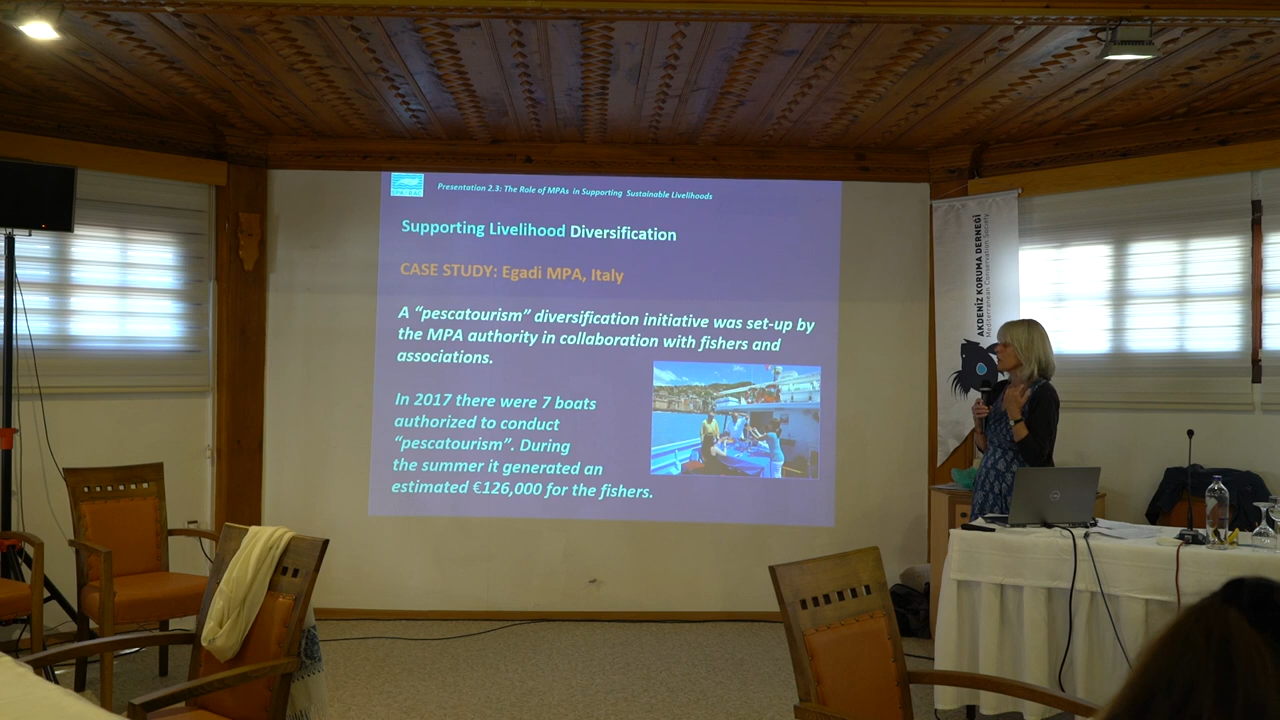 SPA/RAC
Presentation 2.3: The Role of MPAs in Supporting Sustainable Livelihoods
Supporting Livelihood Diversification
CASE STUDY: Egadi MPA, Italy
A “pescatourism” diversification initiative was set-up by
the MPA authority in collaboration with fishers and
associations.
In 2017 there were 7 boats
authorized to conduct
“pescatourism”. During
the summer it generated an
estimated €126,000 for the fishers.
AKDENİZ KORUMA DERNEĞİ
Mediterranean Conservation Society
DELL